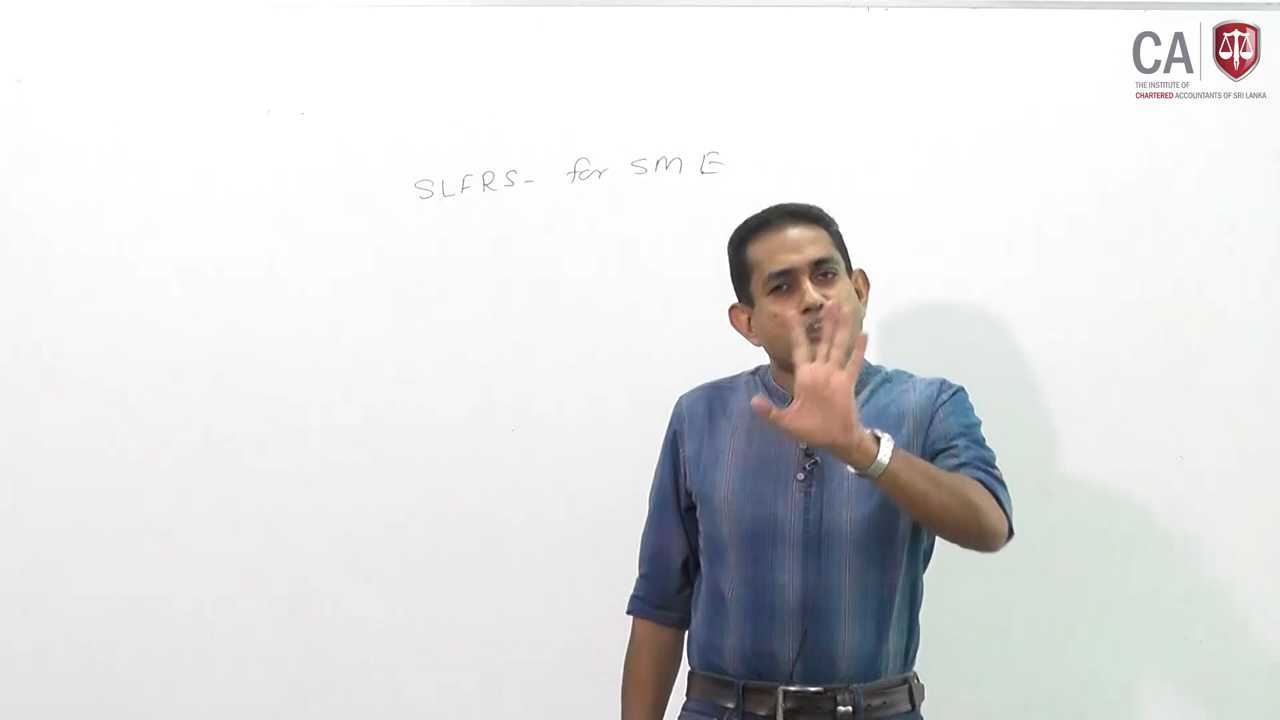 CA
THE INSTITUTE OF
CHARTERED ACCOUNTANTS OF SRI LANKA
SLFRS- for SME